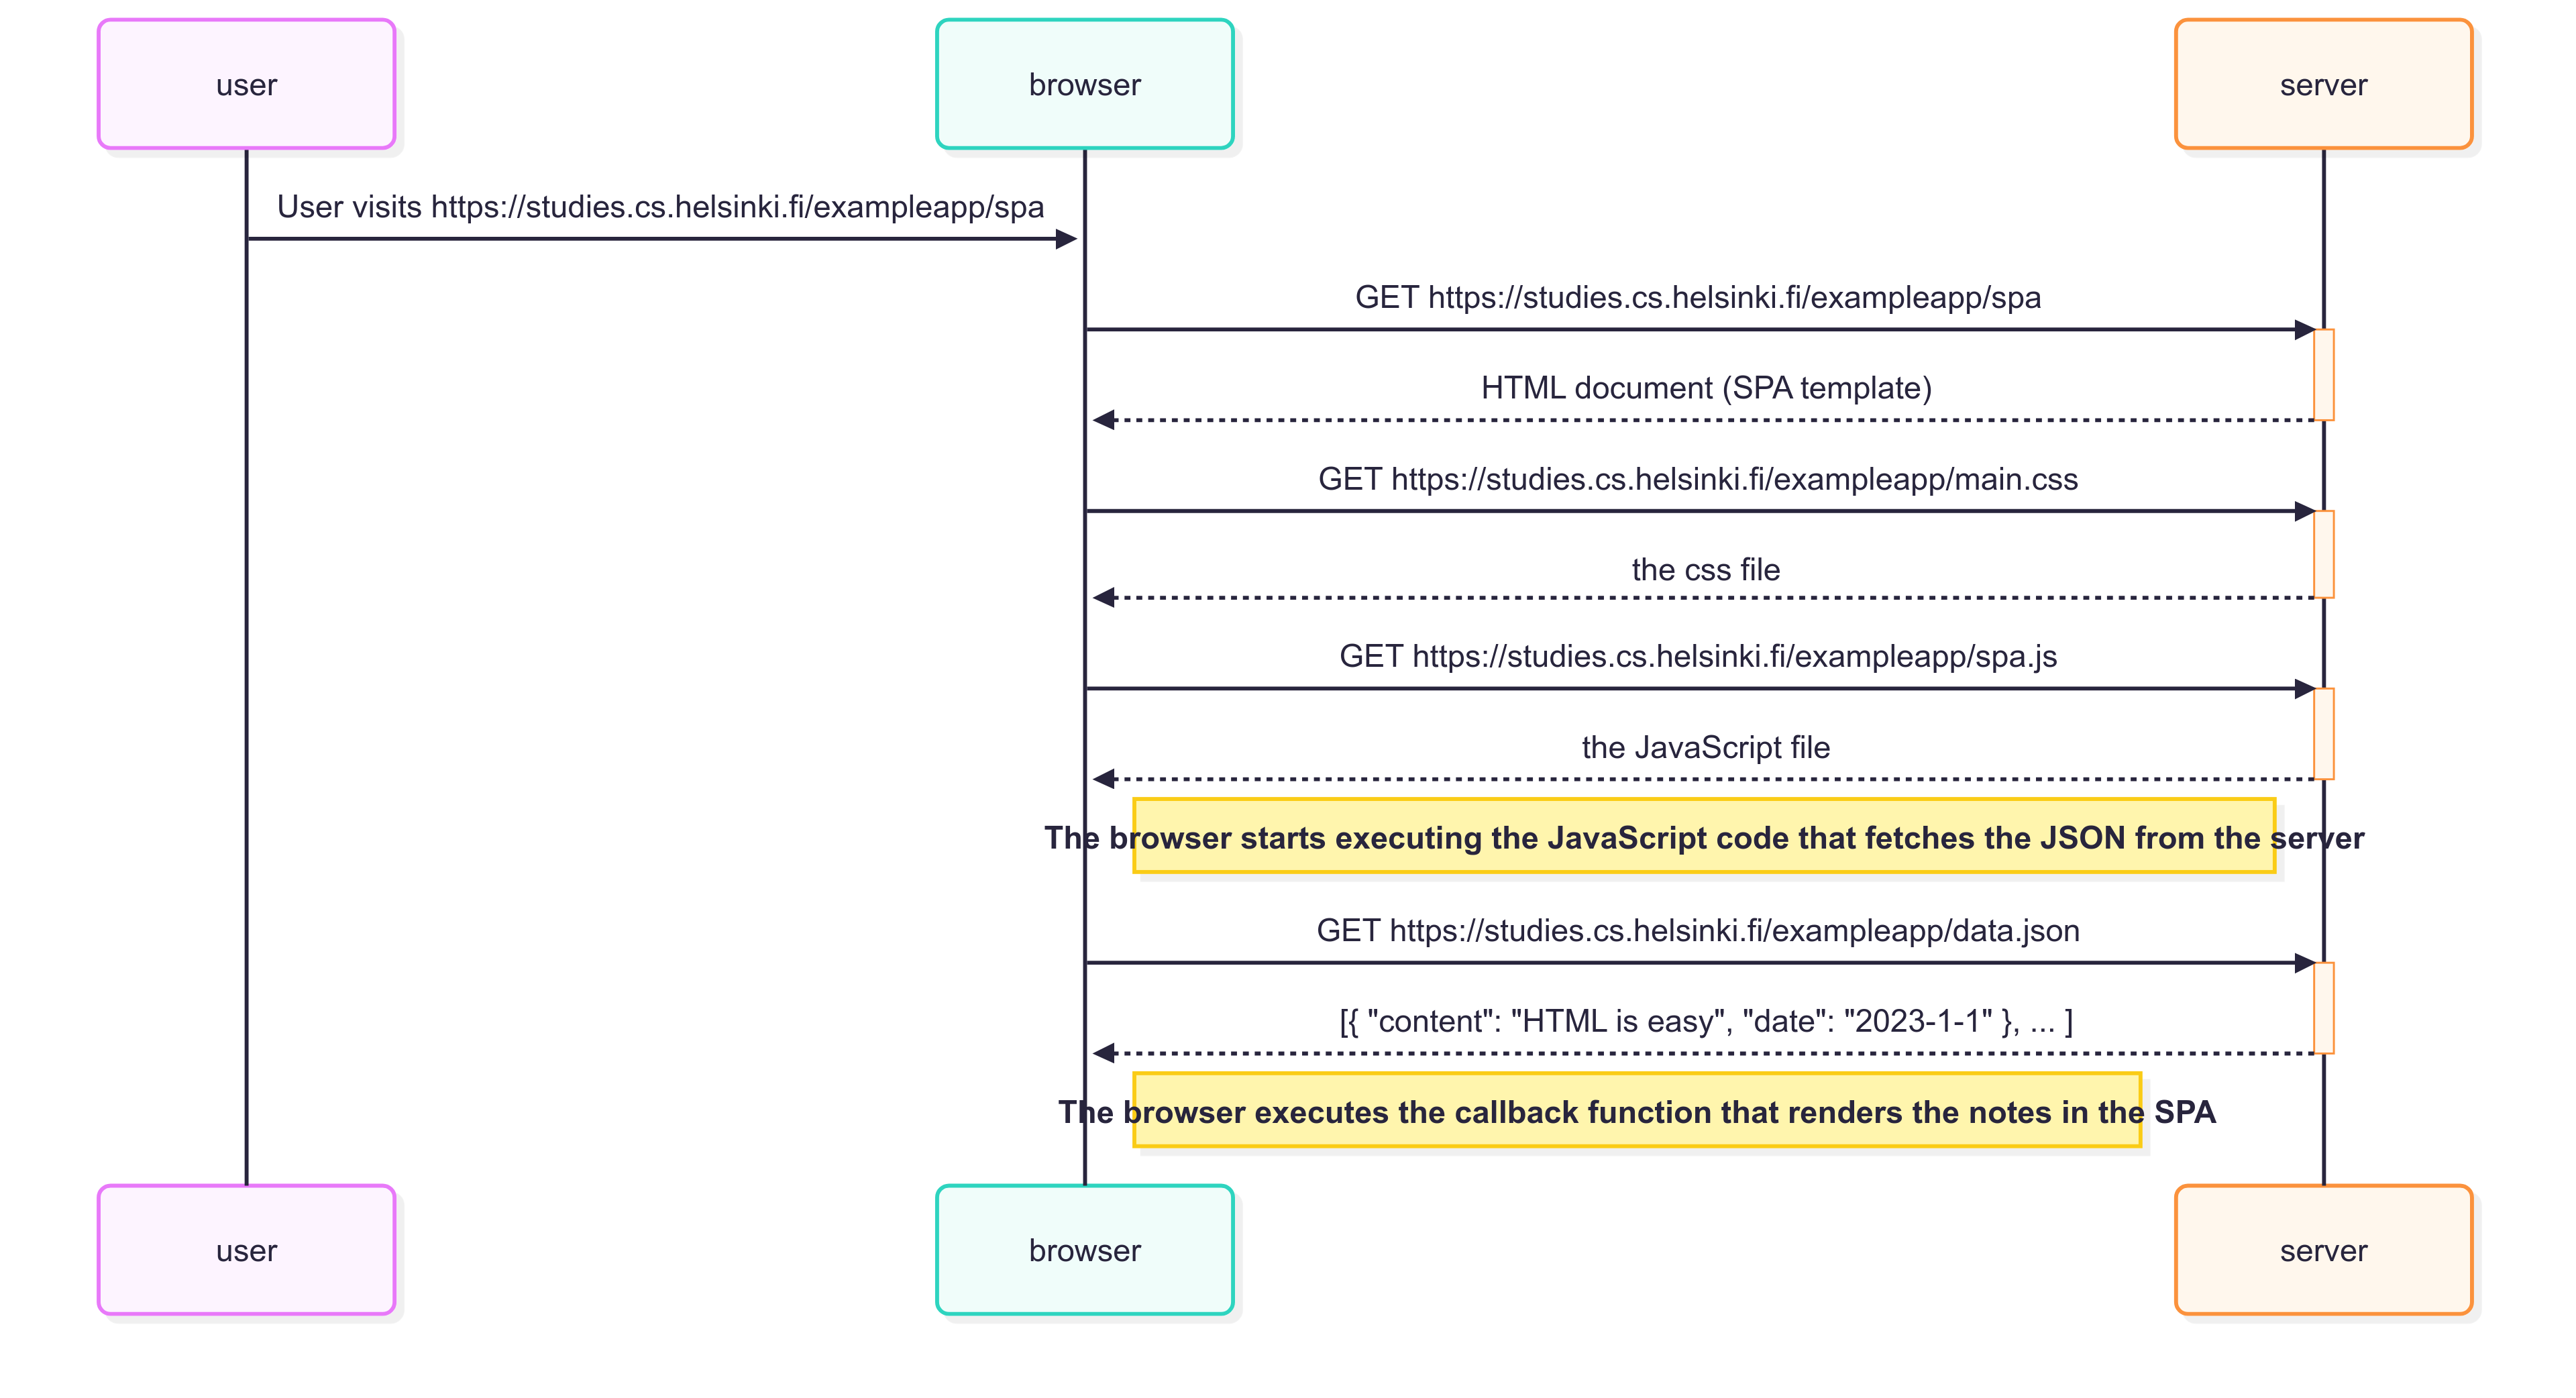 user
browser
server
User visits https://studies.cs.helsinki.fi/exampleapp/spa
GET https://studies.cs.helsinki.fi/exampleapp/spa
HTML document (SPA template)
GET https://studies.cs.helsinki.fi/exampleapp/main.css
the css file
GET https://studies.cs.helsinki.fi/exampleapp/spa.js
the JavaScript file
The browser starts executing the JavaScript code that fetches the JSON from the server
GET https://studies.cs.helsinki.fi/exampleapp/data.json
[{ "content": "HTML is easy", "date": "2023-1-1" }, ... ]
The browser executes the callback function that renders the notes in the SPA
user
browser
server